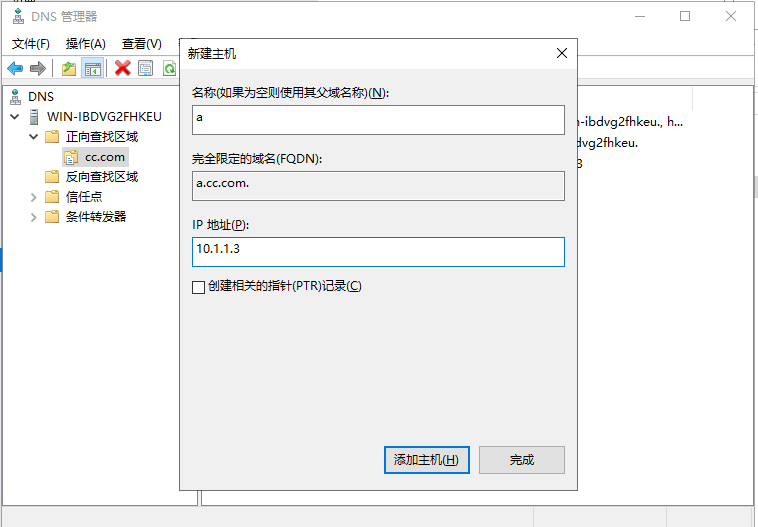 DNS 管理器
文件(F) 操作(A) 查看(V)
新建主机
名称(如果为空则使用其父域名称)(N):
a
完全限定的域名(FQDN):
a.cc.com.
IP 地址(P):
10.1.1.3
创建相关的指针(PTR)记录(C)
添加主机(H) 完成
DNS
WIN-IBDVG2FHKEU
正向查找区域
cc.com
反向查找区域
信任点
条件转发器
n-ibdvg2fhkeu., h...
dvg2fhkeu.
3